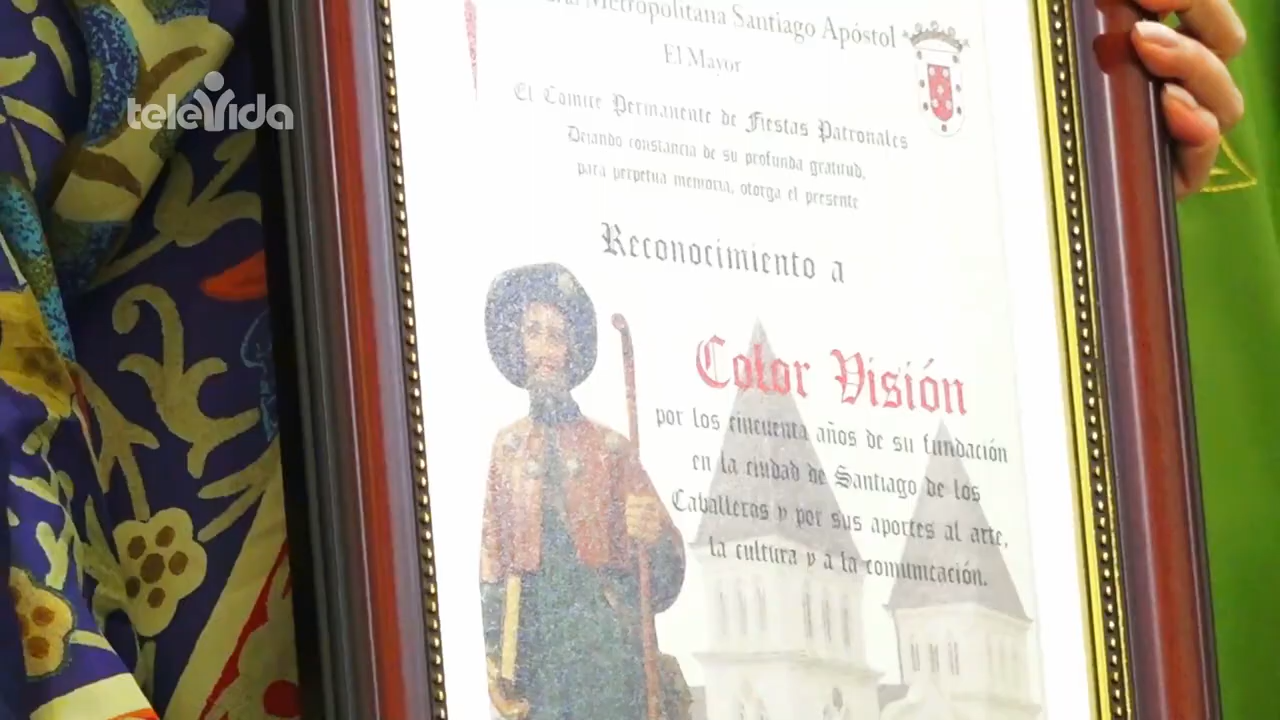 televida
Metropolitana Santiago Apóstol
El Mayor
El Comite Permanente de Fiestas Patronales
Dejando constancia de su profunda gratitud,
para perpetua memoria, otorga el presente
Reconocimiento a
Color Visión
por los cincuenta años de su fundación
en la ciudad de Santiago de los
Caballeros y por sus aportes al arte,
la cultura y a la comunicación.